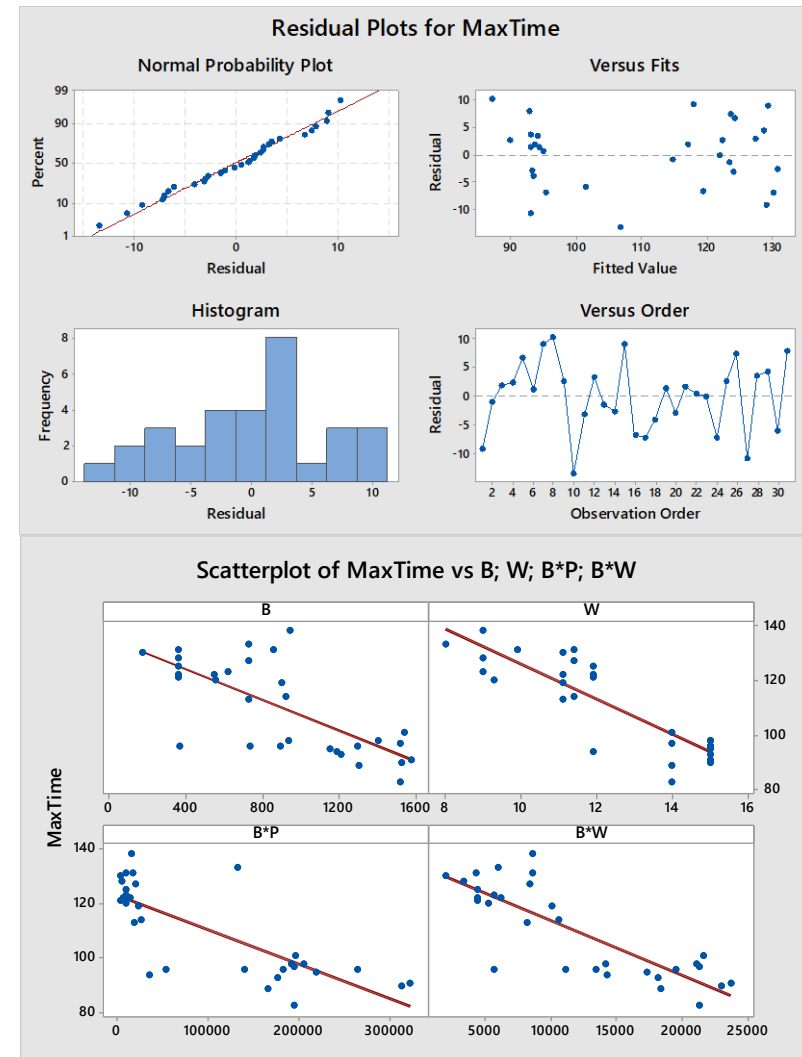 Residual Plots for MaxTime
Normal Probability Plot
99
90
50
10
1
Percent
-10 0 10
Residual
Versus Fits
10
5
0
-5
-10
Residual
90 100 110 120 130
Fitted Value
Histogram
8
6
4
2
0
Frequency
-10 -5 0 5 10
Residual
Versus Order
10
5
0
-5
-10
Residual
2 4 6 8 10 12 14 16 18 20 22 24 26 28 30
Observation Order
Scatterplot of MaxTime vs B; W; B*P; B*W
B W
140
120
100
80
0 400 800 1200 1600 8 10 12 14 16
MaxTime
B*P B*W
140
120
100
80
0 100000 200000 300000 5000 10000 15000 20000 25000